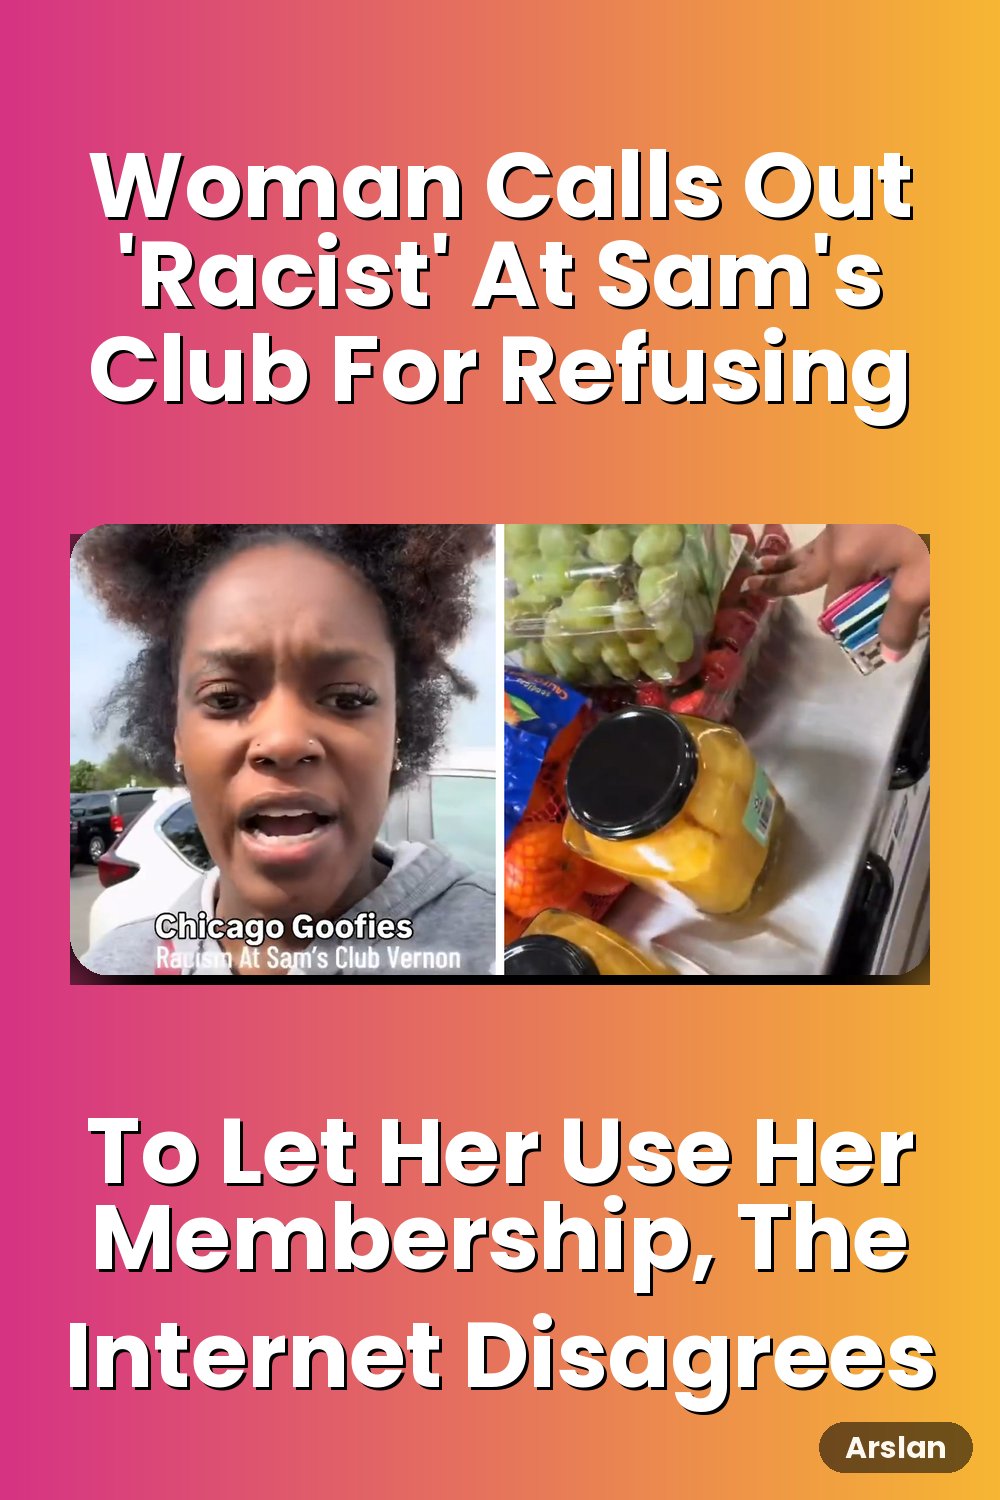 Woman Calls Out
'Racist' At Sam's
Club For Refusing
Chicago Goofies
Racism At Sam's Club Vernon
To Let Her Use Her
Membership, The
Internet Disagrees
Arslan